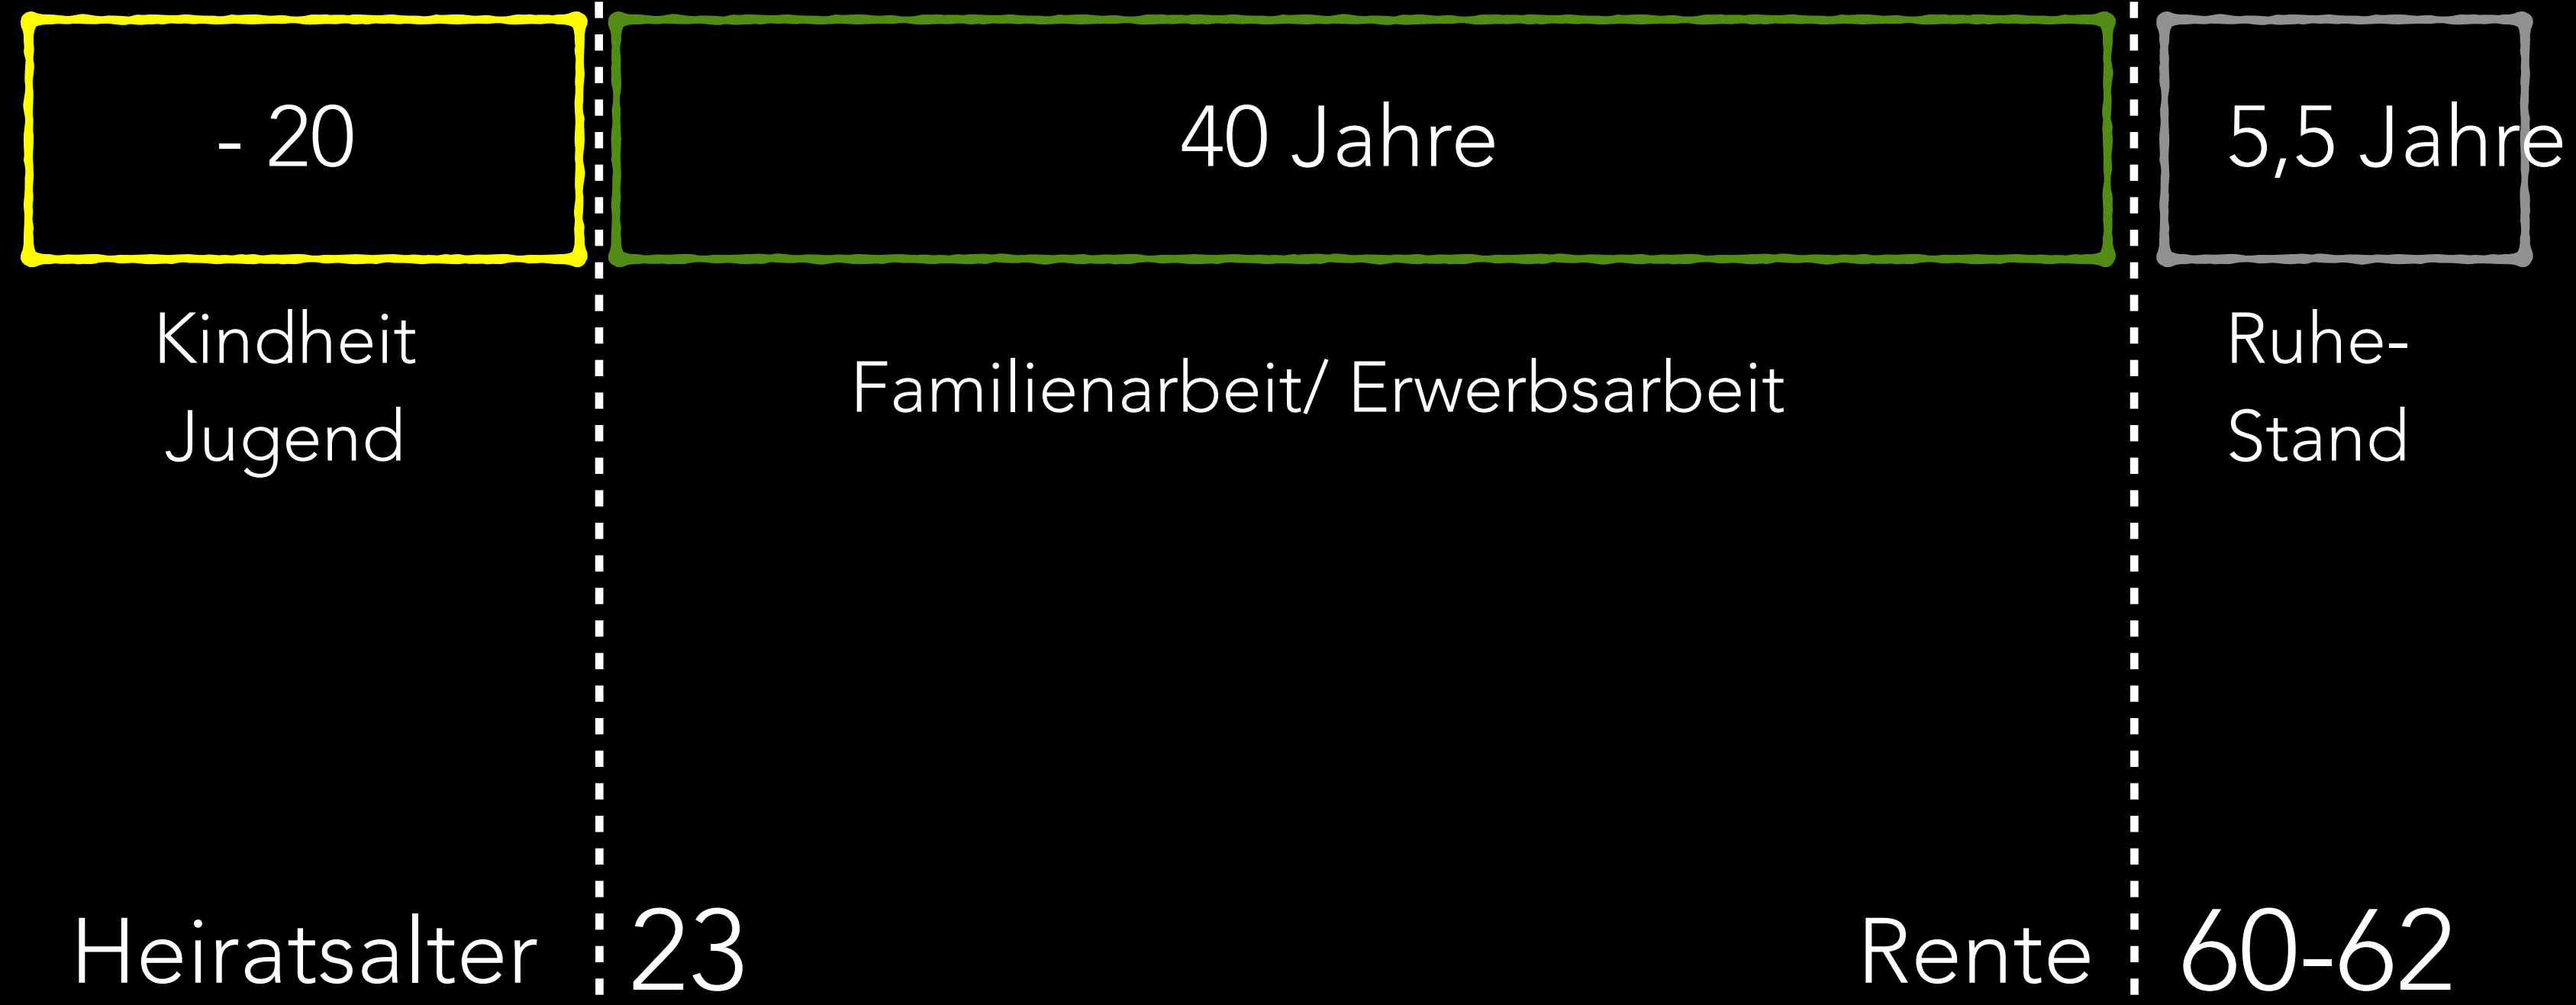 - 20
40 Jahre
5,5 Jahre
Kindheit
Jugend
Familienarbeit/ Erwerbsarbeit
Ruhe-
Stand
Heiratsalter
23
Rente
60-62